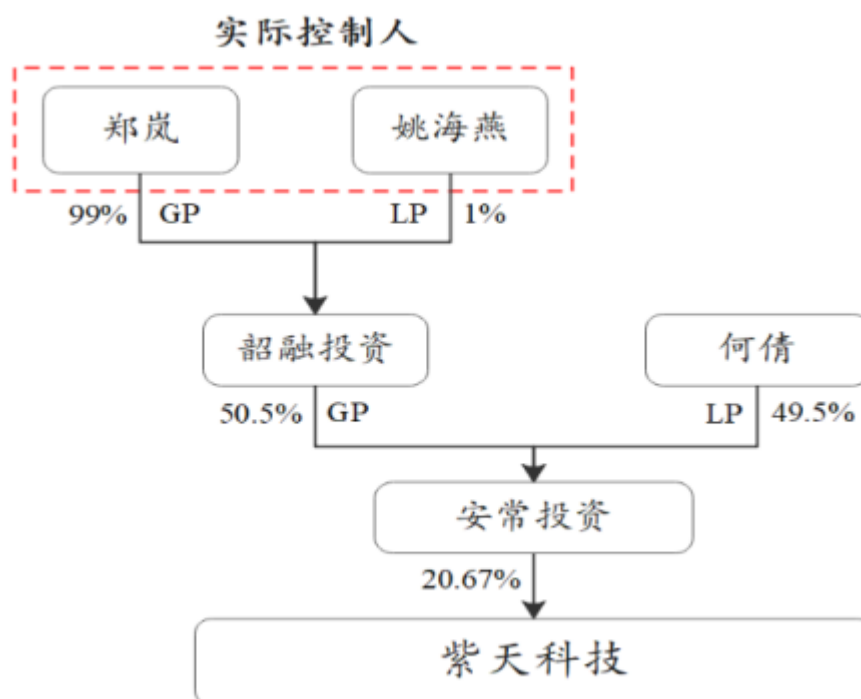 实际控制人
郑岚 姚海燕
99% GP LP 1%
韶融投资 何倩
50.5% GP LP 49.5%
安常投资
20.67%
紫天科技